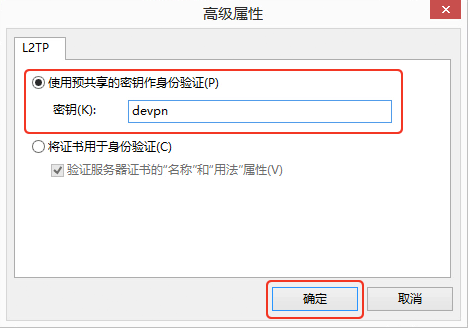 高级属性
L2TP
使用预共享的密钥作身份验证(P)
密钥(K): devpn
将证书用于身份验证(C)
验证服务器证书的“名称”和“用法”属性(V)
确定 取消